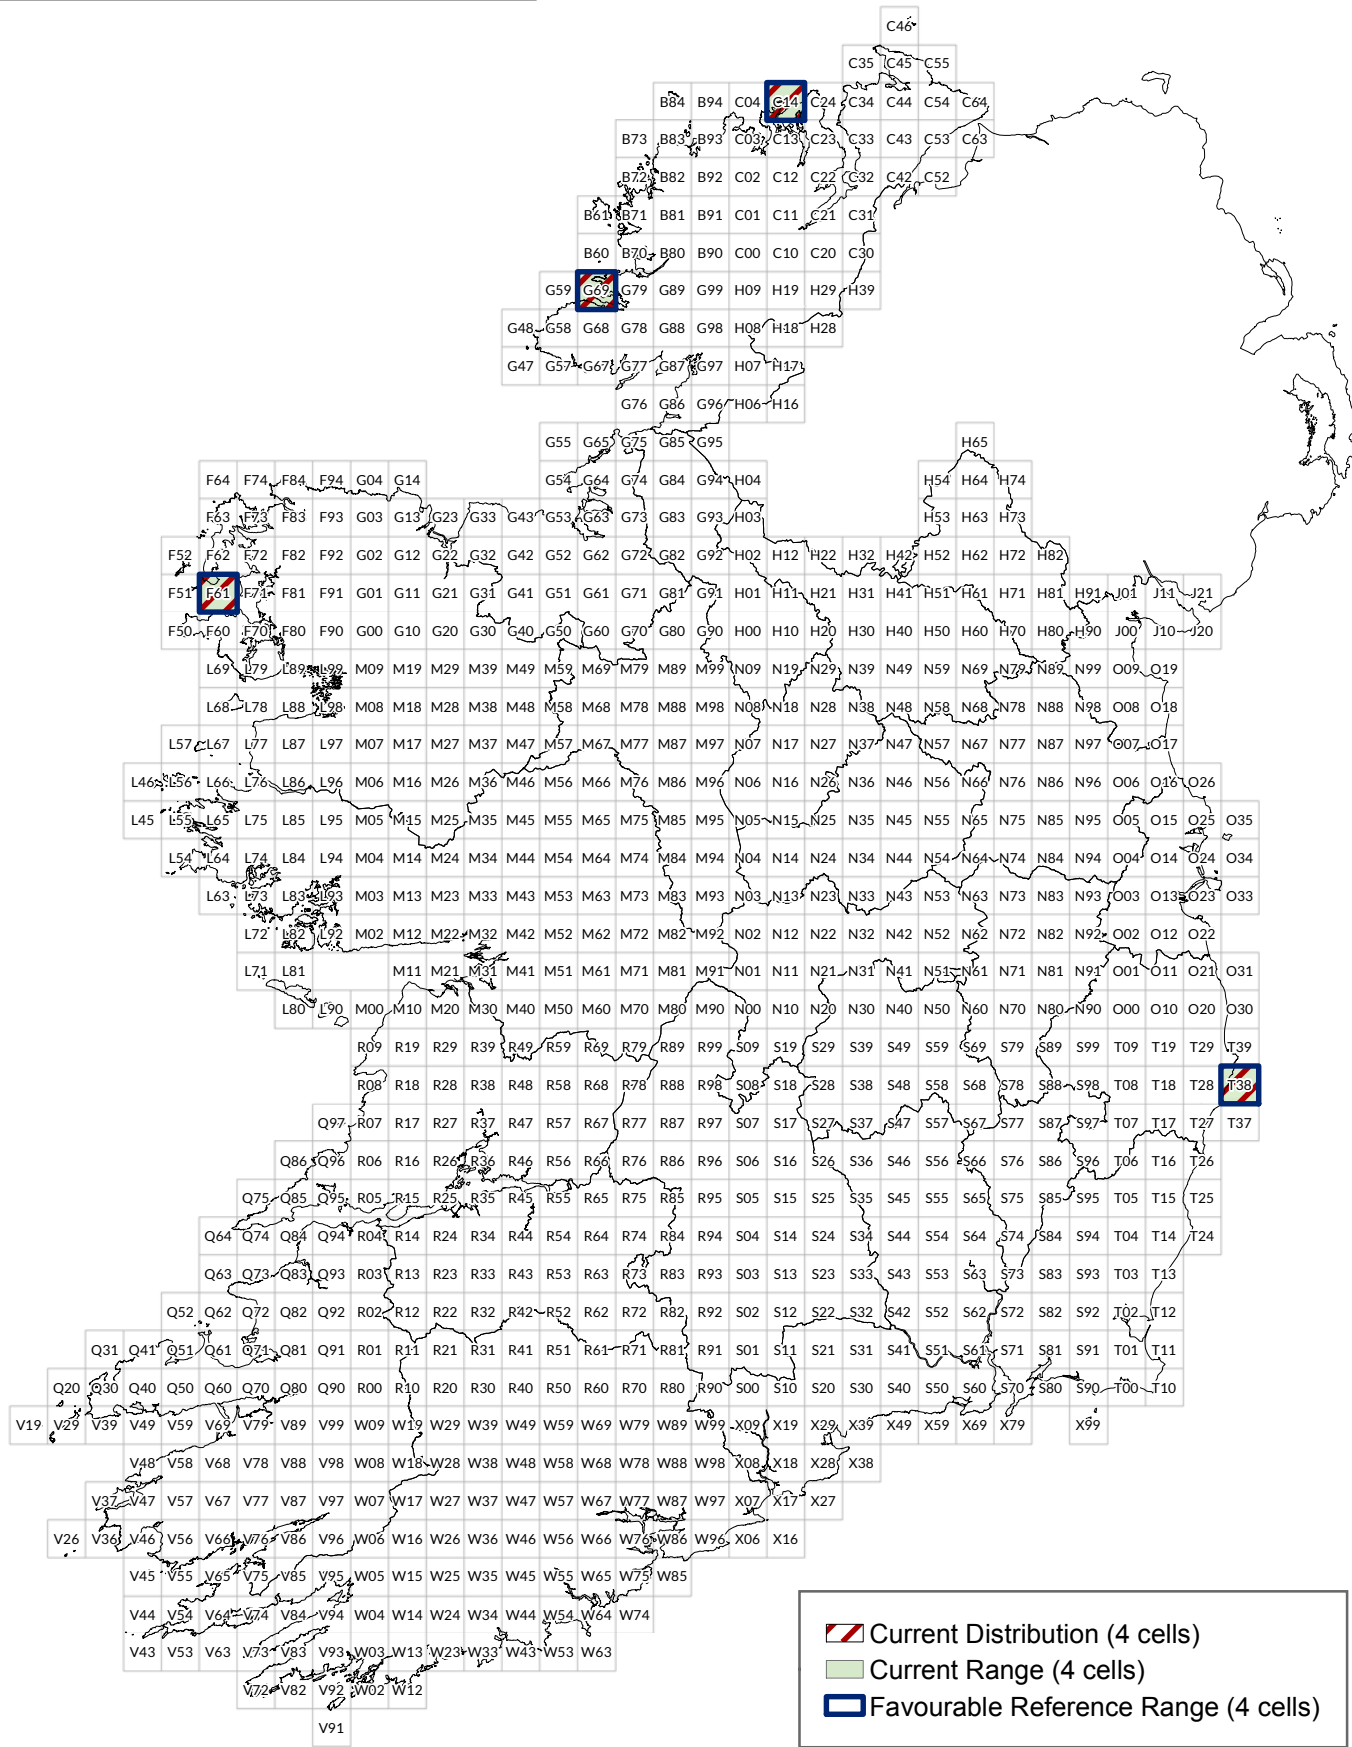 C46
C35 C45 C55
B84 B94 C04 C14 C24 C34 C44 C54 C64
B73 B83 B93 C03 C13 C23 C33 C43 C53 C63
B72 B82 B92 C02 C12 C22 C32 C42 C52
B61 B71 B81 B91 C01 C11 C21 C31
B60 B70 B80 B90 C00 C10 C20 C30
G59 G69 G79 G89 G99 H09 H19 H29 H39
G48 G58 G68 G78 G88 G98 H08 H18 H28
G47 G57 G67 G77 G87 G97 H07 H17
G76 G86 G96 H06 H16
G55 G65 G75 G85 G95 H65
F64 F74 F84 F94 G04 G14 G54 G64 G74 G84 G94 H04 H54 H64 H74
F63 F73 F83 F93 G03 G13 G23 G33 G43 G53 G63 G73 G83 G93 H03 H53 H63 H73
F52 F62 F72 F82 F92 G02 G12 G22 G32 G42 G52 G62 G72 G82 G92 H02 H12 H22 H32 H42 H52 H62 H72 H82
F51 F61 F71 F81 F91 G01 G11 G21 G31 G41 G51 G61 G71 G81 G91 H01 H11 H21 H31 H41 H51 H61 H71 H81 H91 J01 J11 J21
F50 F60 F70 F80 F90 G00 G10 G20 G30 G40 G50 G60 G70 G80 G90 H00 H10 H20 H30 H40 H50 H60 H70 H80 H90 J00 J10 J20
L69 L79 L89 L99 M09 M19 M29 M39 M49 M59 M69 M79 M89 M99 N09 N19 N29 N39 N49 N59 N69 N79 N89 N99 O09 O19
L68 L78 L88 L98 M08 M18 M28 M38 M48 M58 M68 M78 M88 M98 N08 N18 N28 N38 N48 N58 N68 N78 N88 N98 O08 O18
L57 L67 L77 L87 L97 M07 M17 M27 M37 M47 M57 M67 M77 M87 M97 N07 N17 N27 N37 N47 N57 N67 N77 N87 N97 O07 O17
L46 L56 L66 L76 L86 L96 M06 M16 M26 M36 M46 M56 M66 M76 M86 M96 N06 N16 N26 N36 N46 N56 N66 N76 N86 N96 O06 O16 O26
L45 L55 L65 L75 L85 L95 M05 M15 M25 M35 M45 M55 M65 M75 M85 M95 N05 N15 N25 N35 N45 N55 N65 N75 N85 N95 O05 O15 O25 O35
L54 L64 L74 L84 L94 M04 M14 M24 M34 M44 M54 M64 M74 M84 M94 N04 N14 N24 N34 N44 N54 N64 N74 N84 N94 O04 O14 O24 O34
L63 L73 L83 L93 M03 M13 M23 M33 M43 M53 M63 M73 M83 M93 N03 N13 N23 N33 N43 N53 N63 N73 N83 N93 O03 O13 O23 O33
L72 L82 L92 M02 M12 M22 M32 M42 M52 M62 M72 M82 M92 N02 N12 N22 N32 N42 N52 N62 N72 N82 N92 O02 O12 O22
L71 L81 M11 M21 M31 M41 M51 M61 M71 M81 M91 N01 N11 N21 N31 N41 N51 N61 N71 N81 N91 O01 O11 O21 O31
L80 L90 M00 M10 M20 M30 M40 M50 M60 M70 M80 M90 N00 N10 N20 N30 N40 N50 N60 N70 N80 N90 O00 O10 O20 O30
R09 R19 R29 R39 R49 R59 R69 R79 R89 R99 S09 S19 S29 S39 S49 S59 S69 S79 S89 S99 T09 T19 T29 T39
R08 R18 R28 R38 R48 R58 R68 R78 R88 R98 S08 S18 S28 S38 S48 S58 S68 S78 S88 S98 T08 T18 T28 T38
Q97 R07 R17 R27 R37 R47 R57 R67 R77 R87 R97 S07 S17 S27 S37 S47 S57 S67 S77 S87 S97 T07 T17 T27 T37
Q86 Q96 R06 R16 R26 R36 R46 R56 R66 R76 R86 R96 S06 S16 S26 S36 S46 S56 S66 S76 S86 S96 T06 T16 T26
Q75 Q85 Q95 R05 R15 R25 R35 R45 R55 R65 R75 R85 R95 S05 S15 S25 S35 S45 S55 S65 S75 S85 S95 T05 T15 T25
Q64 Q74 Q84 Q94 R04 R14 R24 R34 R44 R54 R64 R74 R84 R94 S04 S14 S24 S34 S44 S54 S64 S74 S84 S94 T04 T14 T24
Q63 Q73 Q83 Q93 R03 R13 R23 R33 R43 R53 R63 R73 R83 R93 S03 S13 S23 S33 S43 S53 S63 S73 S83 S93 T03 T13
Q52 Q62 Q72 Q82 Q92 R02 R12 R22 R32 R42 R52 R62 R72 R82 R92 S02 S12 S22 S32 S42 S52 S62 S72 S82 S92 T02 T12
Q31 Q41 Q51 Q61 Q71 Q81 Q91 R01 R11 R21 R31 R41 R51 R61 R71 R81 R91 S01 S11 S21 S31 S41 S51 S61 S71 S81 S91 T01 T11
Q20 Q30 Q40 Q50 Q60 Q70 Q80 Q90 R00 R10 R20 R30 R40 R50 R60 R70 R80 R90 S00 S10 S20 S30 S40 S50 S60 S70 S80 S90 T00 T10
V19 V29 V39 V49 V59 V69 V79 V89 V99 W09 W19 W29 W39 W49 W59 W69 W79 W89 W99 X09 X19 X29 X39 X49 X59 X69 X79 X99
V48 V58 V68 V78 V88 V98 W08 W18 W28 W38 W48 W58 W68 W78 W88 W98 X08 X18 X28 X38
V37 V47 V57 V67 V77 V87 V97 W07 W17 W27 W37 W47 W57 W67 W77 W87 W97 X07 X17 X27
V26 V36 V46 V56 V66 V76 V86 V96 W06 W16 W26 W36 W46 W56 W66 W76 W86 W96 X06 X16
V45 V55 V65 V75 V85 V95 W05 W15 W25 W35 W45 W55 W65 W75 W85
V44 V54 V64 V74 V84 V94 W04 W14 W24 W34 W44 W54 W64 W74
V43 V53 V63 V73 V83 V93 W03 W13 W23 W33 W43 W53 W63
V72 V82 V92 W02 W12
V91
Current Distribution (4 cells)
Current Range (4 cells)
Favourable Reference Range (4 cells)